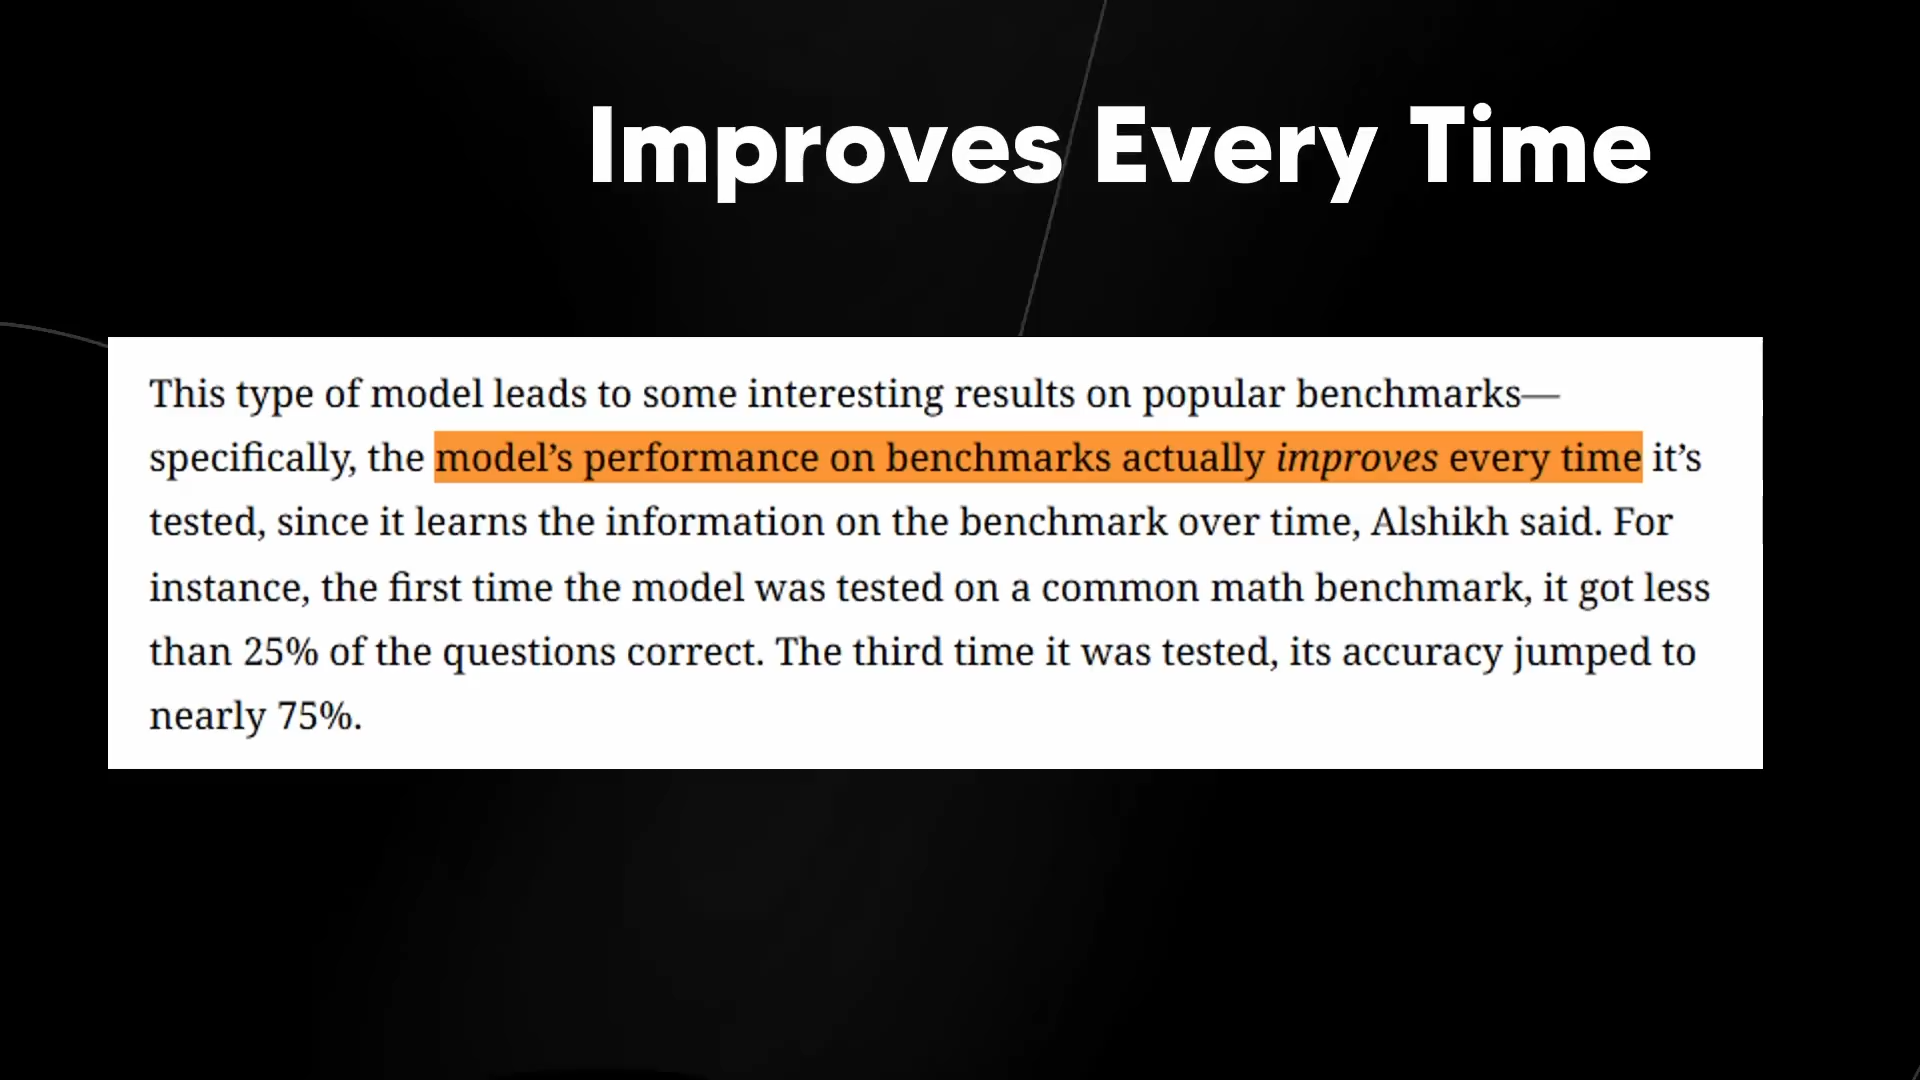 Improves Every Time
This type of model leads to some interesting results on popular benchmarks—
specifically, the model’s performance on benchmarks actually improves every time it’s
tested, since it learns the information on the benchmark over time, Alshikh said. For
instance, the first time the model was tested on a common math benchmark, it got less
than 25% of the questions correct. The third time it was tested, its accuracy jumped to
nearly 75%.